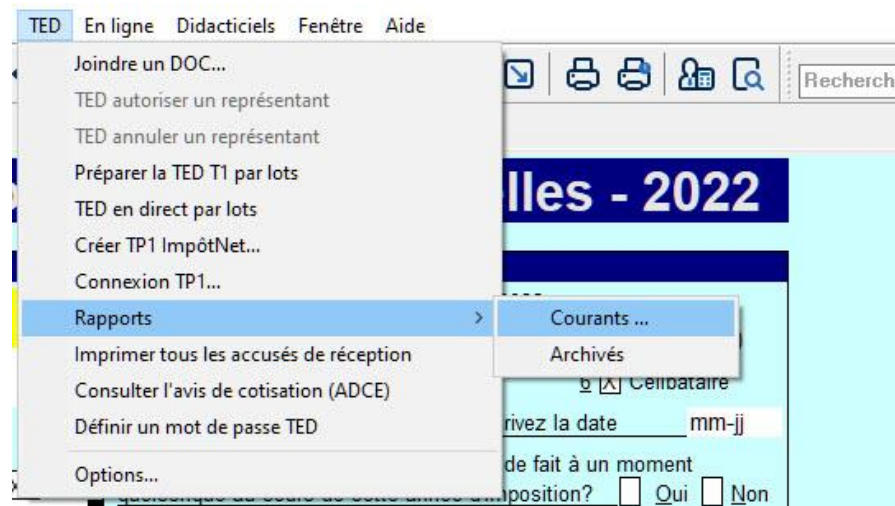 TED En ligne Didacticiels Fenêtre Aide
Joindre un DOC...
Recherch
TED autoriser un représentant
TED annuler un représentant
Préparer la TED T1 par lots
lles - 2022
TED en direct par lots
Créer TP1 ImpôtNet...
Connexion TP1...
Rapports >
Courants ...
Imprimer tous les accusés de réception
Archivés
Consulter l'avis de cotisation (ADCE)
6 X Célibataire
Définir un mot de passe TED
rivez la date mm-jj
de fait à un moment
Options...
position? Oui Non